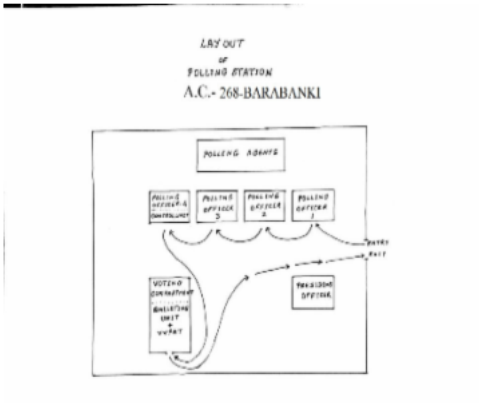 LAY OUT
OF
POLLING STATION
A.C.- 268-BARABANKI
POLLING AGENTS
POLLING
OFFICER-4
CONTROL UNIT
POLLING
OFFICER
3
POLLING
OFFICER
2
POLLING
OFFICER
1
ENTRY
EXIT
VOTING
COMPARTMENT
BALLOTING
UNIT
+
VVPAT
PRESIDING
OFFICER